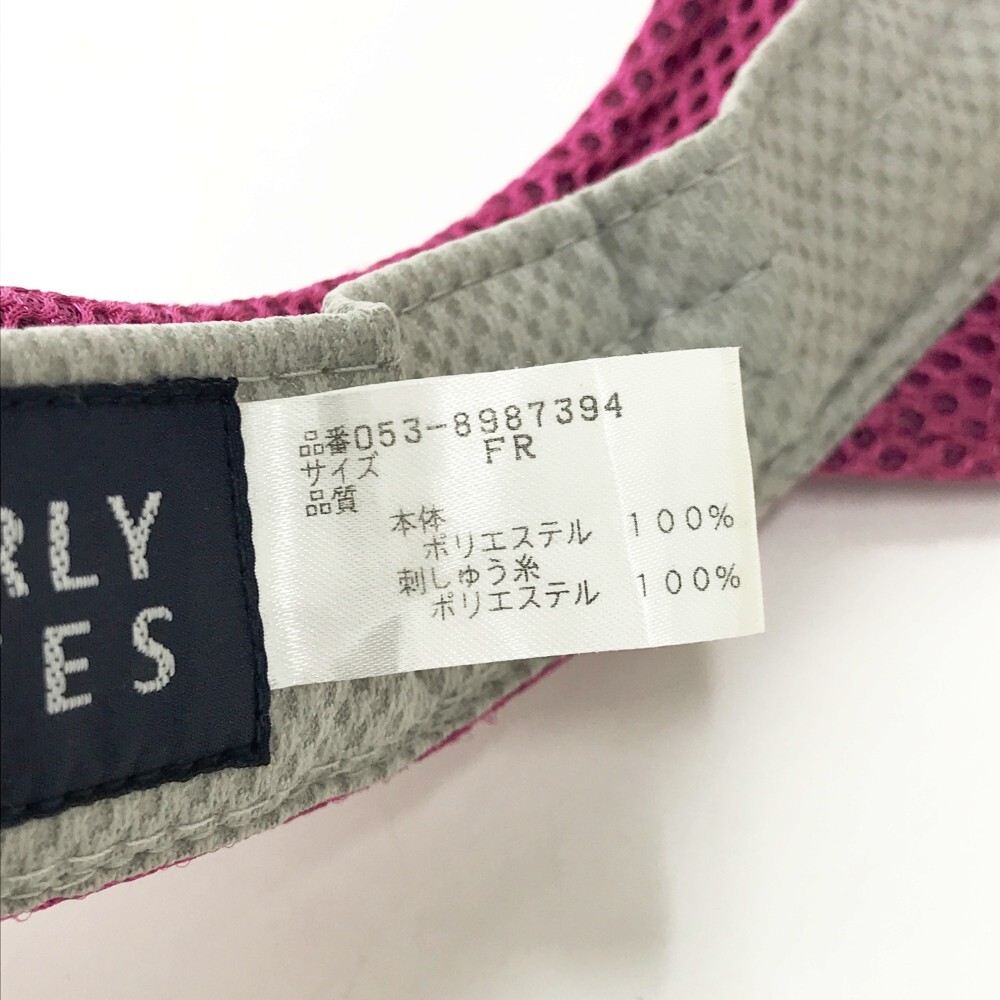 RLY
ES
品番053-8987394
サイズ FR
品質
本体
ポリエステル 100%
刺しゅう糸
ポリエステル 100%